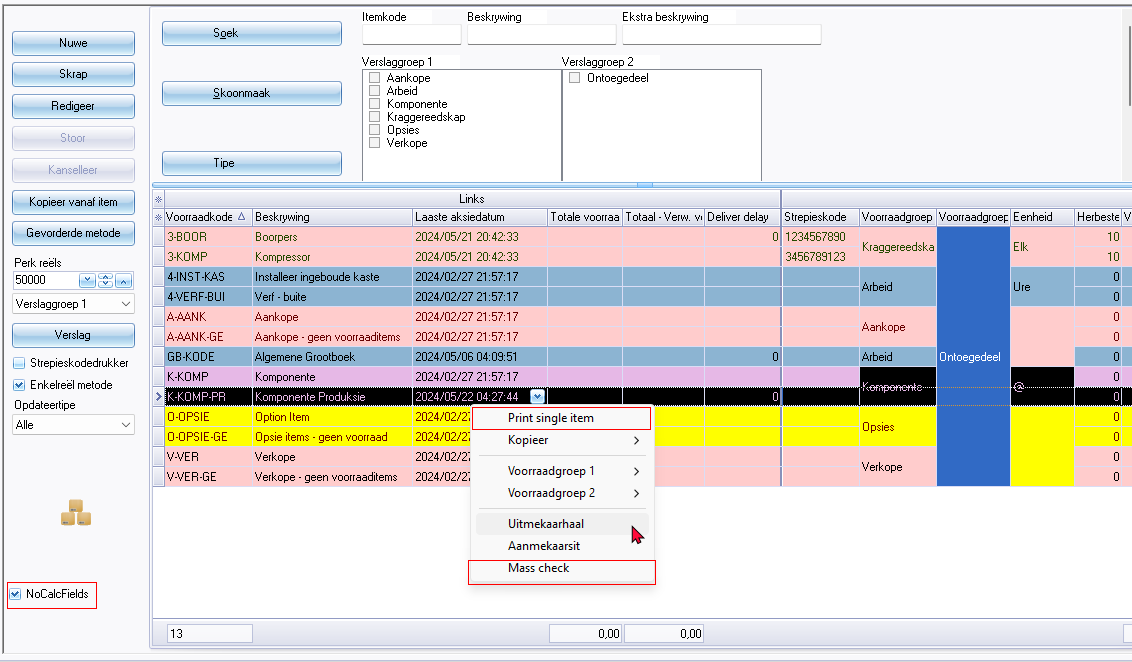 Nuwe
Skrap
Redigeer
Stoor
Kanselleer
Kopieer vanaf item
Gevorderde metode
Perk reëls
50000
Verslaggroep 1
Verslag
Strepieskodedrukker
Enkelreël metode
Opdateertipe
Alle
NoCalcFields
Soek
Skoonmaak
Tipe
Itemkode Beskrywing Ekstra beskrywing
Verslaggroep 1 Verslaggroep 2
Aankope
Arbeid
Komponente
Kraggereedskap
Opsies
Verkope
Ontoegedeel
Links
Voorraadkode Beskrywing Laaste aksiedatum Totale voorraa Totaal - Verw. v Deliver delay Strepieskode Voorraadgroep Voorraadgroep Eenheid Herbeste V
3-BOOR Boorpers 2024/05/21 20:42:33 0 1234567890 Kraggereedska Elk 10
3-KOMP Kompressor 2024/05/21 20:42:33 3456789123 10
4-INST-KAS Installeer ingeboude kaste 2024/02/27 21:57:17 Arbeid Ure 0
4-VERF-BUI Verf - buite 2024/02/27 21:57:17 0
A-AANK Aankope 2024/02/27 21:57:17 Aankope 0
A-AANK-GE Aankope - geen voorraaditems 2024/02/27 21:57:17 0
GB-KODE Algemene Grootboek 2024/05/06 04:09:51 0 Arbeid Ontoegedeel 0
K-KOMP Komponente 2024/02/27 21:57:17 Komponente @ 0
K-KOMP-PR Komponente Produksie 2024/05/22 04:27:44 0 0
O-OPSIE Option Item 2024/02/27 Opsies 0
O-OPSIE-GE Opsie items - geen voorraad 2024/02/27 0
V-VER Verkope 2024/02/27 Verkope 0
V-VER-GE Verkope - geen voorraaditems 2024/02/27 0
Print single item
Kopieer
Voorraadgroep 1
Voorraadgroep 2
Uitmekaarhaal
Aanmekaarsit
Mass check
13 0,00 0,00